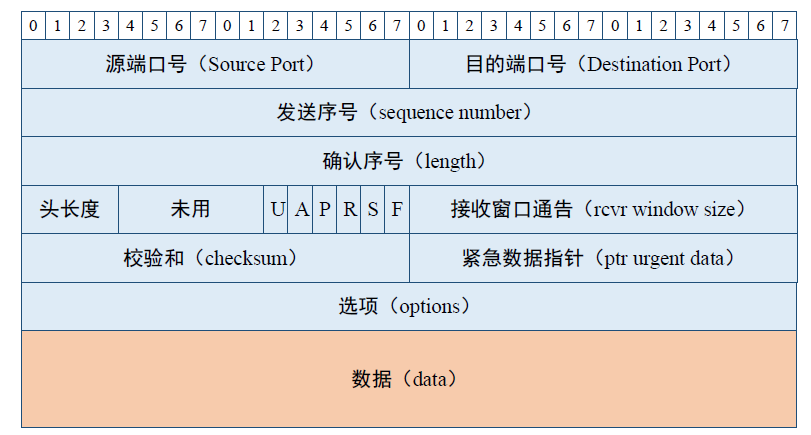 0 1 2 3 4 5 6 7 0 1 2 3 4 5 6 7 0 1 2 3 4 5 6 7 0 1 2 3 4 5 6 7
源端口号（Source Port） 目的端口号（Destination Port）
发送序号（sequence number）
确认序号（length）
头长度 未用 U A P R S F 接收窗口通告（rcvr window size）
校验和（checksum） 紧急数据指针（ptr urgent data）
选项（options）
数据（data）